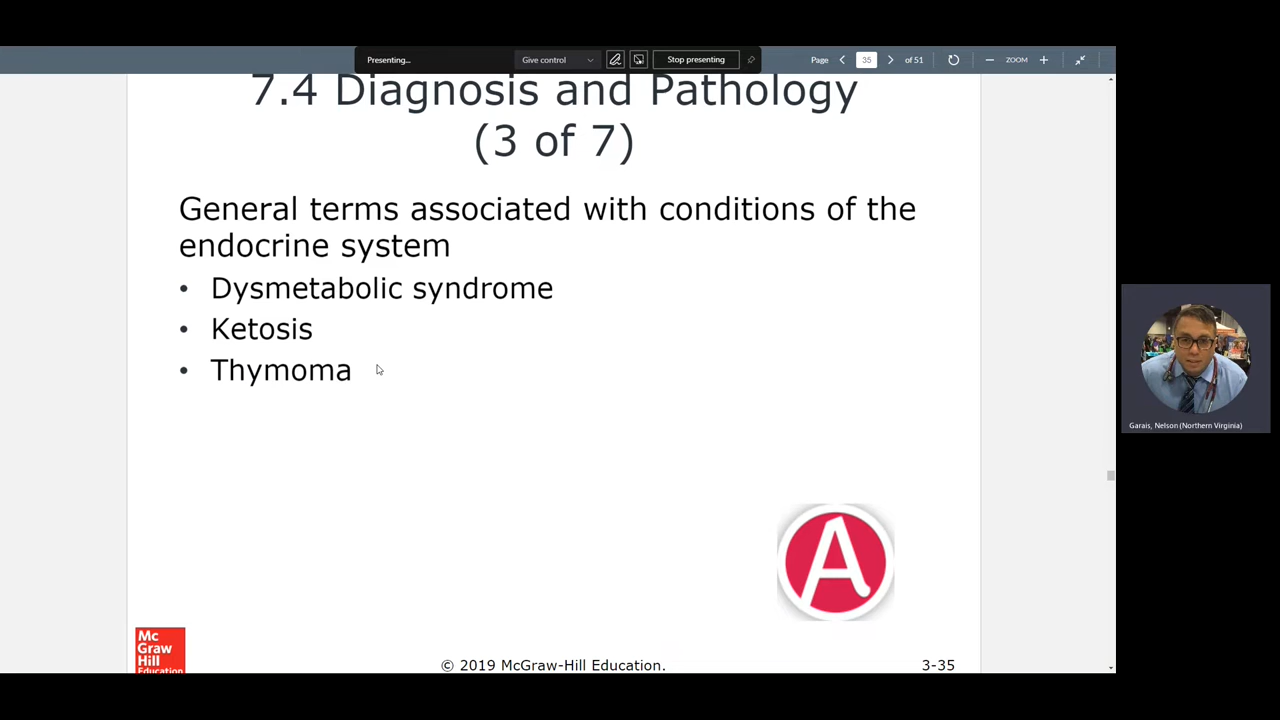 Presenting...
Give control
Stop presenting
Page
35
of 51
ZOOM
7.4 Diagnosis and Pathology
(3 of 7)
General terms associated with conditions of the
endocrine system
• Dysmetabolic syndrome
• Ketosis
• Thymoma
A
Garais, Nelson (Northern Virginia)
Mc
Graw
Hill
Education
© 2019 McGraw-Hill Education.
3-35